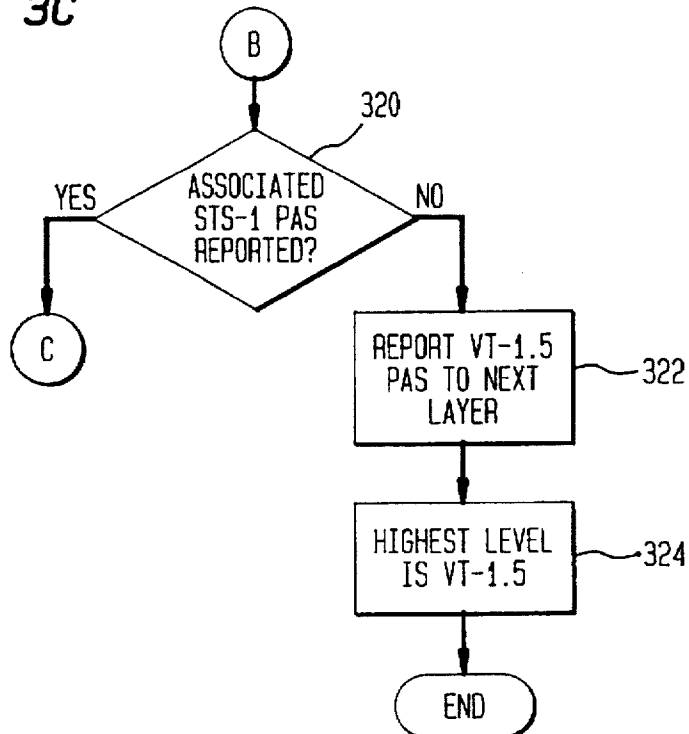 3C
B
320
ASSOCIATED
STS-1 PAS
REPORTED?
YES
NO
C
REPORT VT-1.5
PAS TO NEXT
LAYER
322
HIGHEST LEVEL
IS VT-1.5
324
END